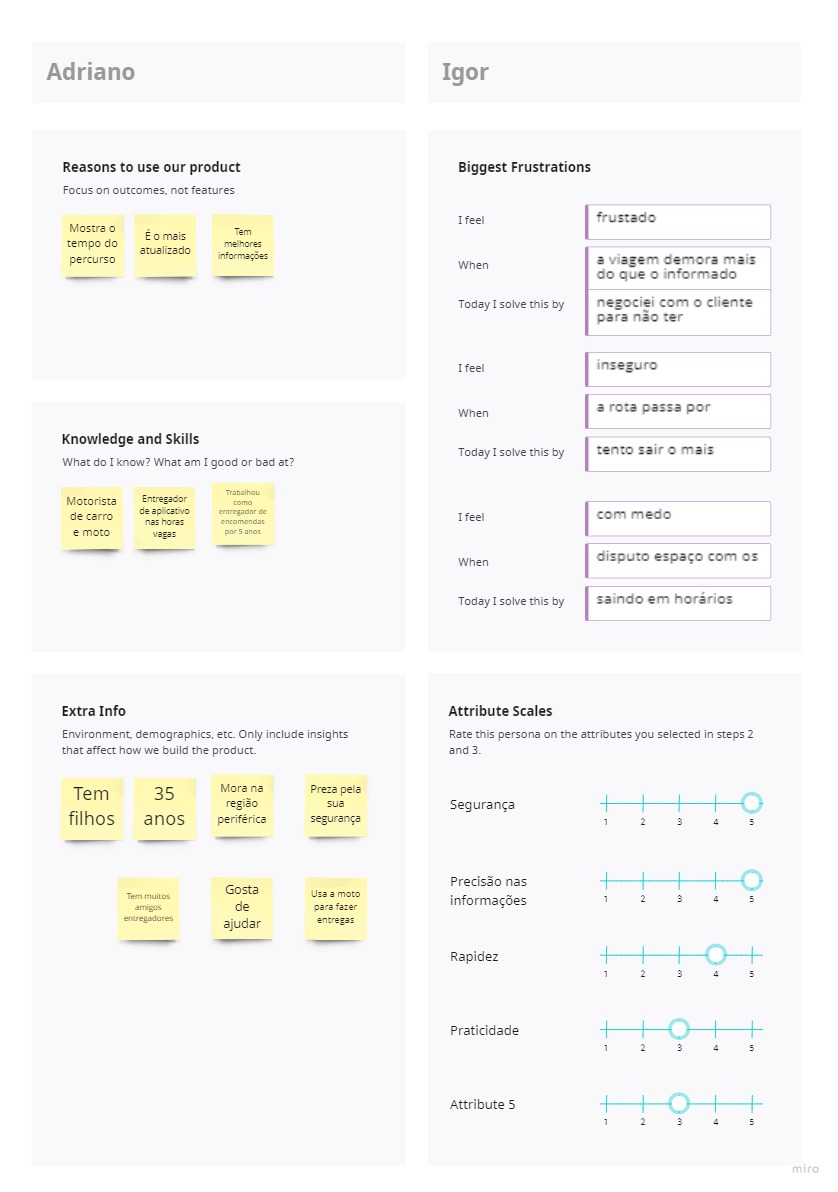 Adriano
Igor
Reasons to use our product
Focus on outcomes, not features
Mostra o
tempo do
percurso
É o mais
atualizado
Tem
melhores
informações
Knowledge and Skills
What do I know? What am I good or bad at?
Motorista
de carro
e moto
Entregador
de aplicativo
nas horas
vagas
Trabalhou
como
entregador de
encomendas
por 5 anos
Extra Info
Environment, demographics, etc. Only include insights
that affect how we build the product.
Tem
filhos
35
anos
Mora na
região
periférica
Preza pela
sua
segurança
Tem muitos
amigos
entregadores
Gosta
de
ajudar
Usa a moto
para fazer
entregas
Biggest Frustrations
I feel
frustado
When
a viagem demora mais
do que o informado
Today I solve this by
negociei com o cliente
para não ter
I feel
inseguro
When
a rota passa por
Today I solve this by
tento sair o mais
I feel
com medo
When
disputo espaço com os
Today I solve this by
saindo em horários
Attribute Scales
Rate this persona on the attributes you selected in steps 2
and 3.
Segurança
1 2 3 4 5
Precisão nas
informações
1 2 3 4 5
Rapidez
1 2 3 4 5
Praticidade
1 2 3 4 5
Attribute 5
1 2 3 4 5
miro